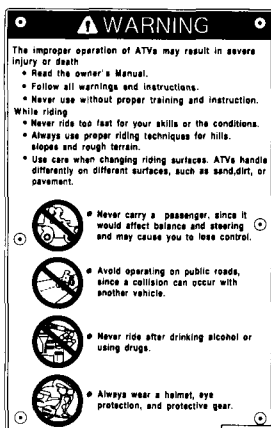 WARNING
The improper operation of ATVs may result in severe
injury or death
• Read the owner's Manual.
• Follow all warnings and instructions.
• Never use without proper training and instruction.
While riding
• Never ride too fast for your skills or the conditions.
• Always use proper riding techniques for hills.
slopes and rough terrain.
• Use care when changing riding surfaces. ATVs handle
differently on different surfaces, such as sand,dirt, or
pavement.
• Never carry a passenger, since it
would affect balance and steering
and may cause you to lose control.
• Avoid operating on public roads,
since a collision can occur with
another vehicle.
• Never ride after drinking alcohol or
using drugs.
• Always wear a helmet, eye
protection, and protective gear.